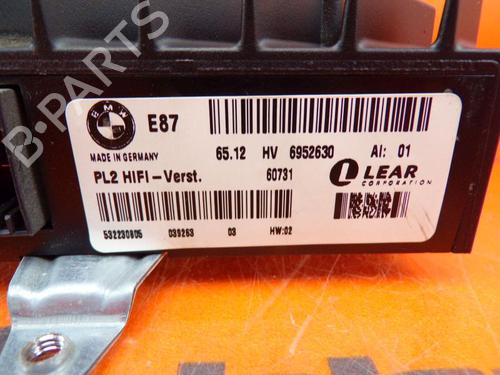 B-PARTS
BMW
E87
MADE IN GERMANY
65.12 HV 6952630 AI: 01
PL2 HIFI-Verst. 60731
LEAR
CORPORATION
532230805 039263 03 HW:02